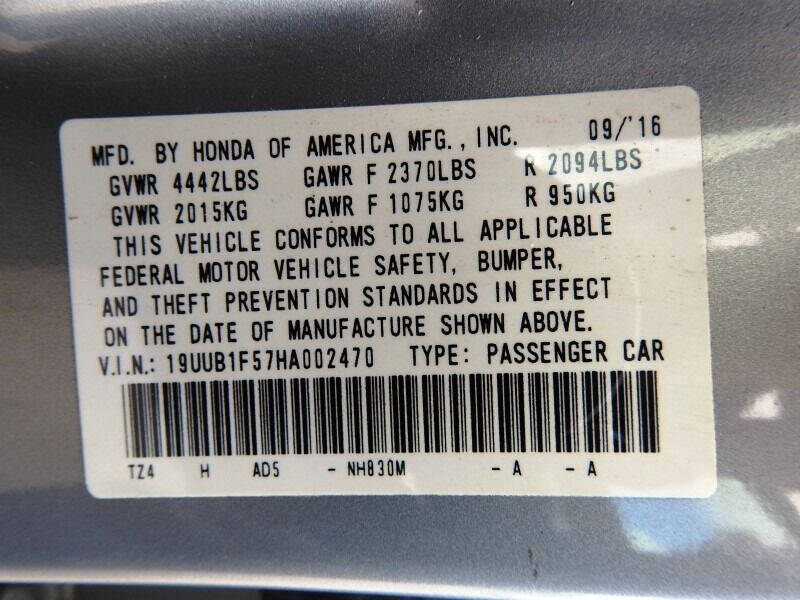 MFD. BY HONDA OF AMERICA MFG., INC. 09/'16
GVWR 4442LBS GAWR F 2370LBS R 2094LBS
GVWR 2015KG GAWR F 1075KG R 950KG
THIS VEHICLE CONFORMS TO ALL APPLICABLE
FEDERAL MOTOR VEHICLE SAFETY, BUMPER,
AND THEFT PREVENTION STANDARDS IN EFFECT
ON THE DATE OF MANUFACTURE SHOWN ABOVE.
V.I.N.: 19UUB1F57HA002470 TYPE: PASSENGER CAR
TZ4 H AD5 - NH830M - A - A